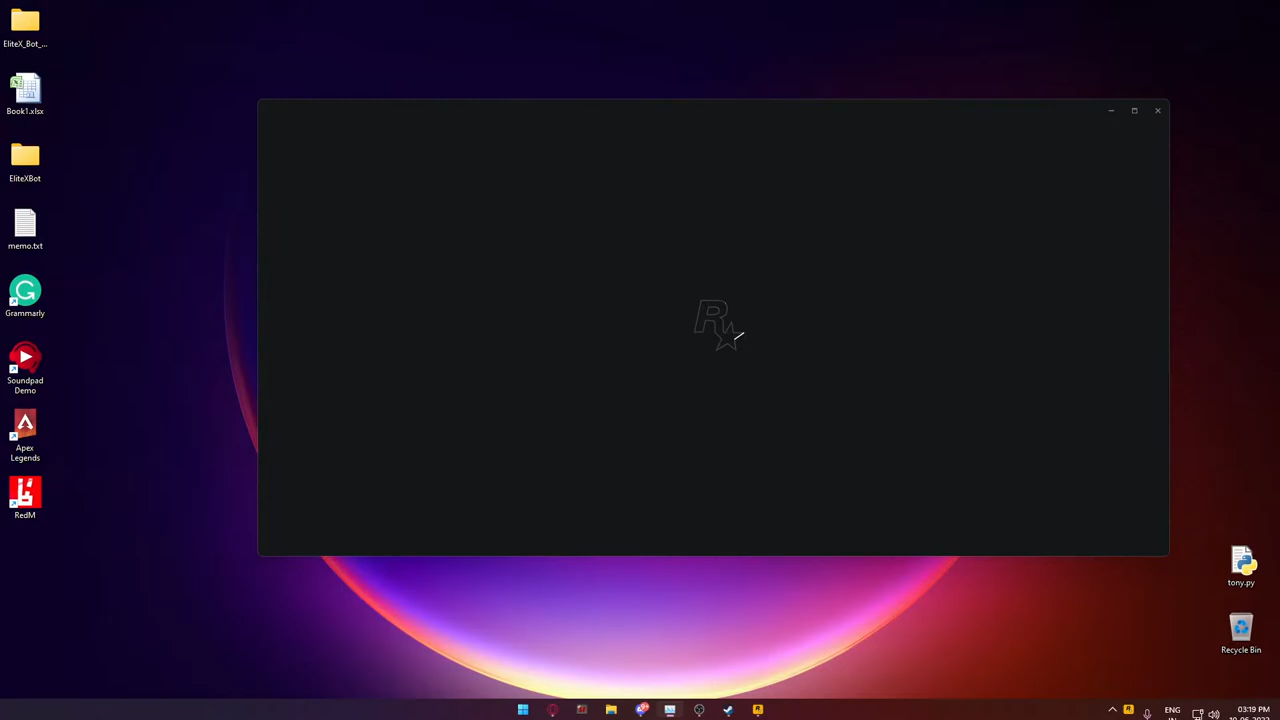 EliteX_Bot_...
Book1.xlsx
EliteXBot
memo.txt
Grammarly
Soundpad
Demo
Apex
Legends
RedM
tony.py
Recycle Bin
ENG
03:19 PM